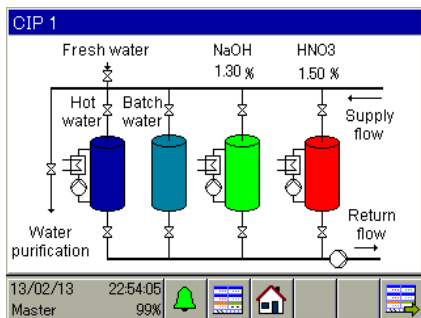 CIP 1
Fresh water
NaOH
HNO3
1.30 %
1.50 %
Hot
water
Batch
water
Supply
flow
Water
purification
Return
flow
13/02/13 22:54:05
Master 99%